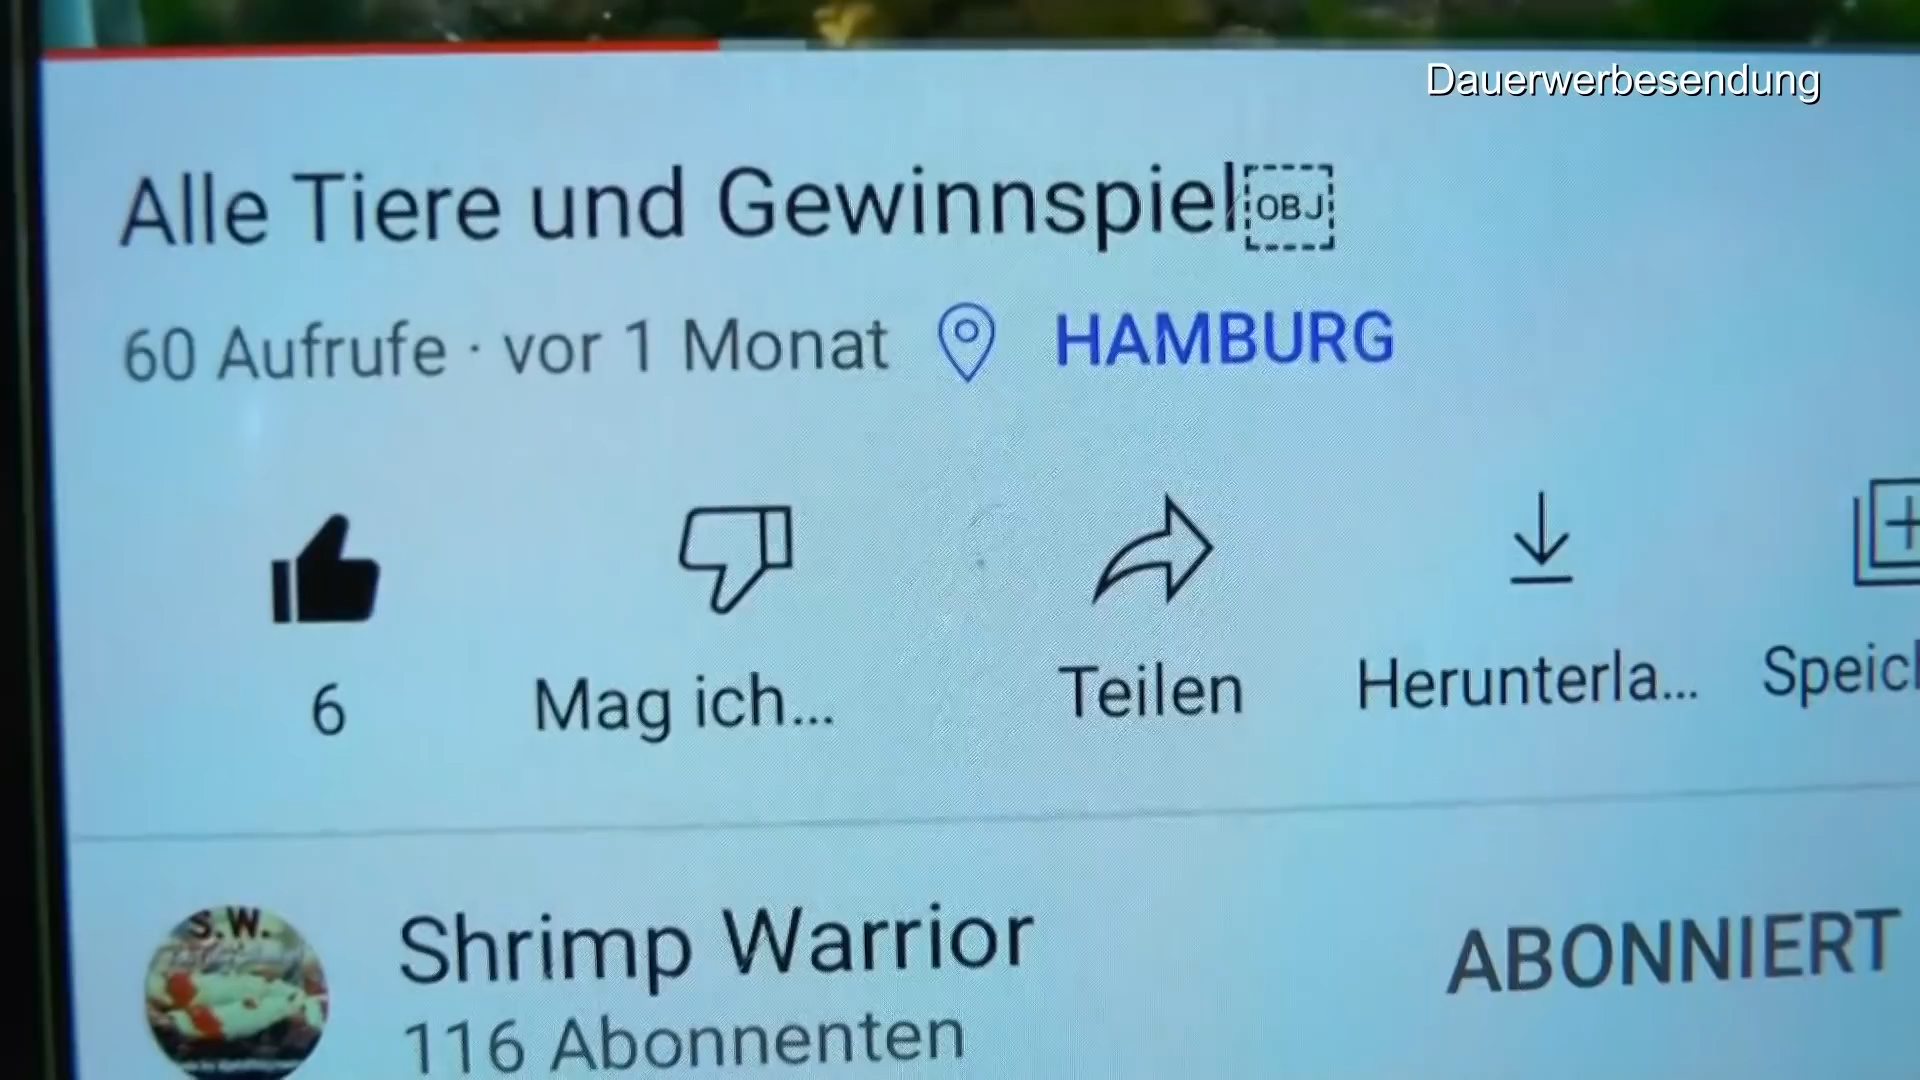 Dauerwerbesendung
Alle Tiere und Gewinnspiel OBJ
60 Aufrufe · vor 1 Monat HAMBURG
6 Mag ich... Teilen Herunterla... Speich
S.W.
Shrimp Warrior ABONNIERT
116 Abonnenten